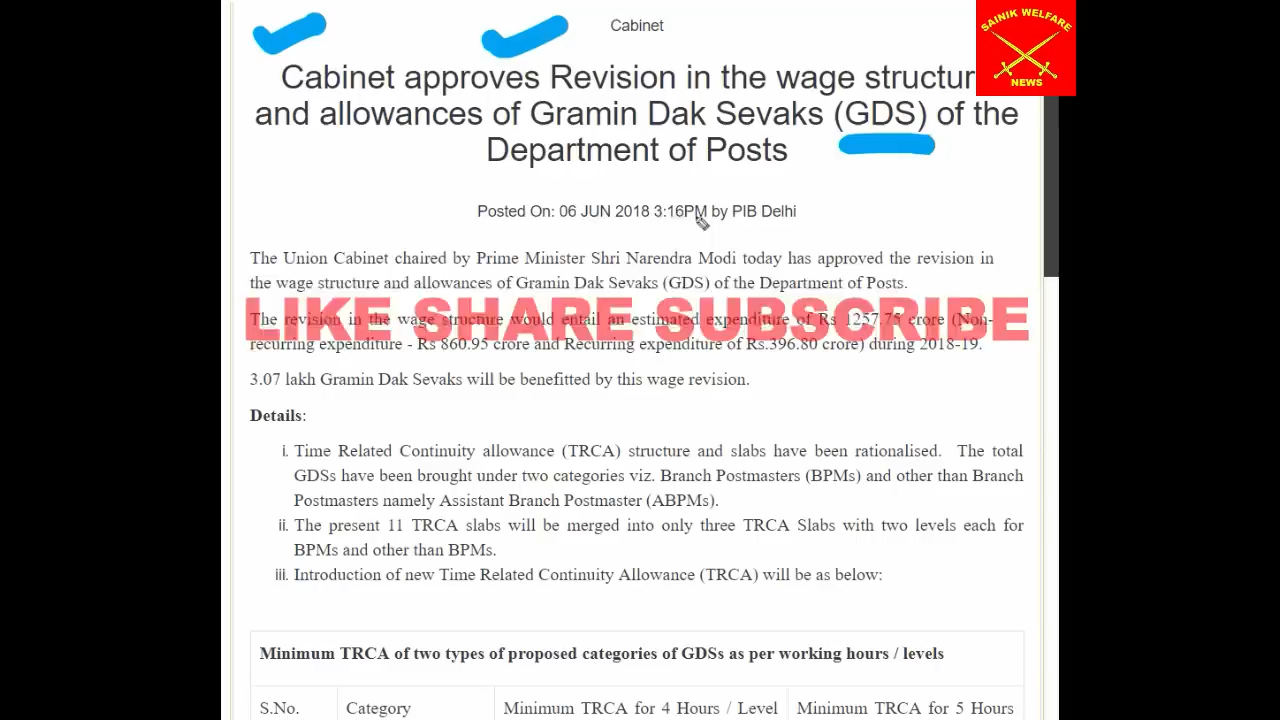 Cabinet
SAINIK WELFARE
NEWS
Cabinet approves Revision in the wage structur
and allowances of Gramin Dak Sevaks (GDS) of the
Department of Posts
Posted On: 06 JUN 2018 3:16PM by PIB Delhi
The Union Cabinet chaired by Prime Minister Shri Narendra Modi today has approved the revision in
the wage structure and allowances of Gramin Dak Sevaks (GDS) of the Department of Posts.
LIKE SHARE SUBSCRIBE
The revision in the wage structure would entail an estimated expenditure of Rs 1257.75 crore (Non-
recurring expenditure - Rs 860.95 crore and Recurring expenditure of Rs.396.80 crore) during 2018-19.
3.07 lakh Gramin Dak Sevaks will be benefitted by this wage revision.
Details:
i. Time Related Continuity allowance (TRCA) structure and slabs have been rationalised. The total
GDSs have been brought under two categories viz. Branch Postmasters (BPMs) and other than Branch
Postmasters namely Assistant Branch Postmaster (ABPMs).
ii. The present 11 TRCA slabs will be merged into only three TRCA Slabs with two levels each for
BPMs and other than BPMs.
iii. Introduction of new Time Related Continuity Allowance (TRCA) will be as below:
Minimum TRCA of two types of proposed categories of GDSs as per working hours / levels
S.No. Category Minimum TRCA for 4 Hours / Level Minimum TRCA for 5 Hours